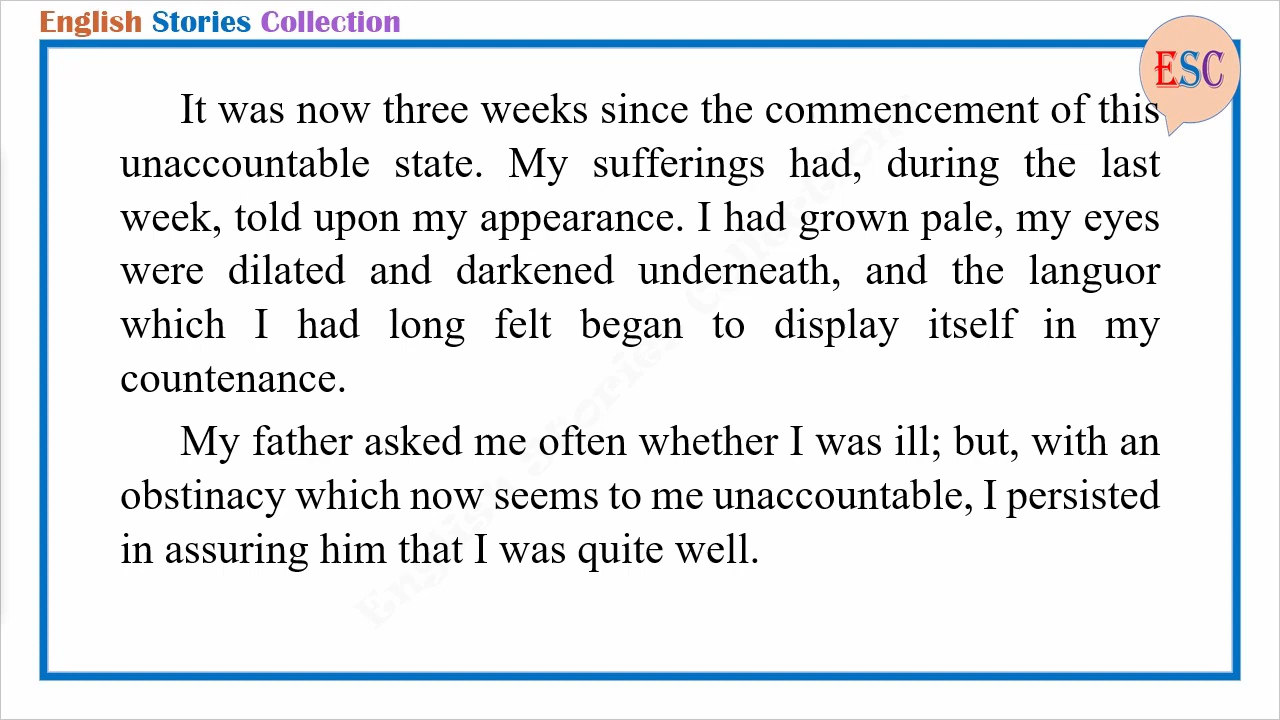 English Stories Collection
ESC
It was now three weeks since the commencement of this
unaccountable state. My sufferings had, during the last
week, told upon my appearance. I had grown pale, my eyes
were dilated and darkened underneath, and the languor
which I had long felt began to display itself in my
countenance.
My father asked me often whether I was ill; but, with an
obstinacy which now seems to me unaccountable, I persisted
in assuring him that I was quite well.
English Stories Collection